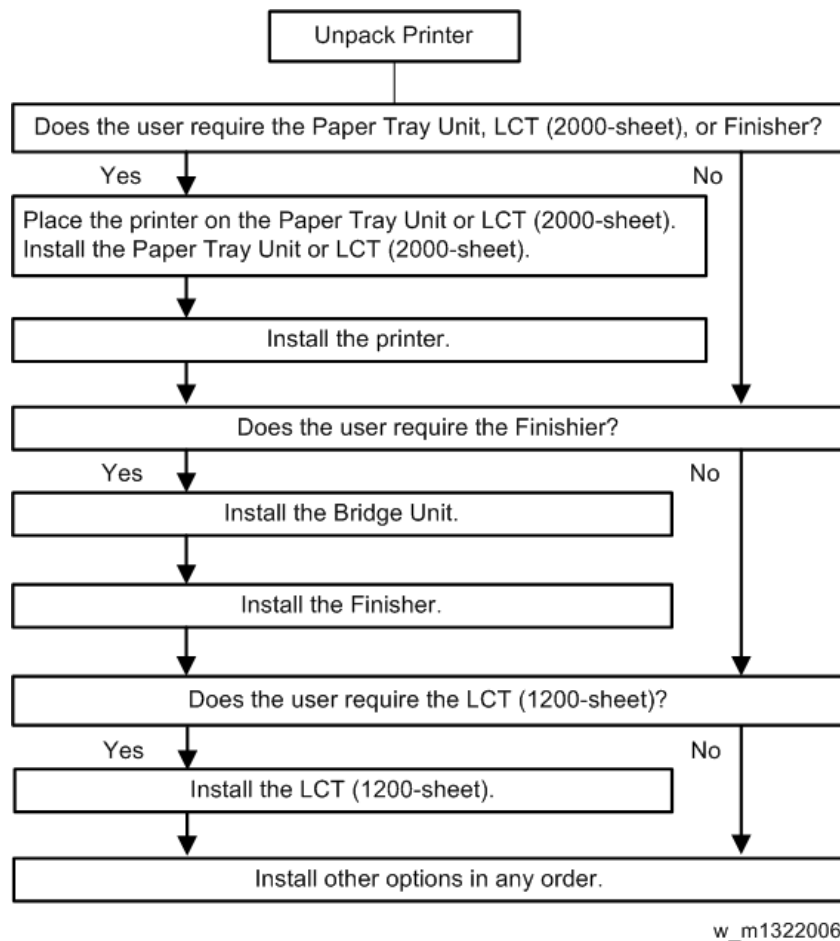 Unpack Printer
Does the user require the Paper Tray Unit, LCT (2000-sheet), or Finisher?
Yes
No
Place the printer on the Paper Tray Unit or LCT (2000-sheet).
Install the Paper Tray Unit or LCT (2000-sheet).
Install the printer.
Does the user require the Finishier?
Yes
No
Install the Bridge Unit.
Install the Finisher.
Does the user require the LCT (1200-sheet)?
Yes
No
Install the LCT (1200-sheet).
Install other options in any order.
w_m1322006